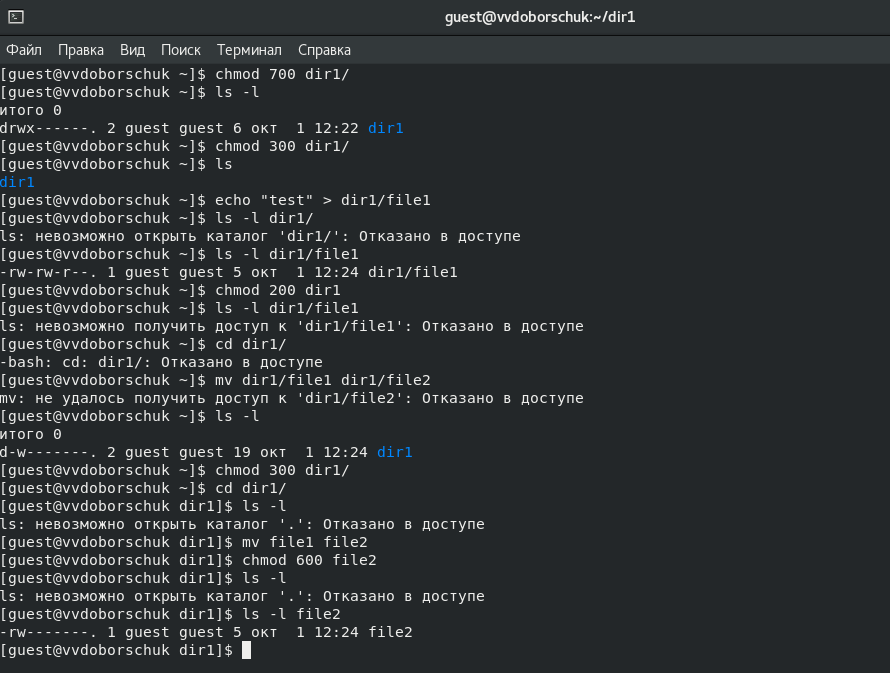 guest@vvdoborschuk:~/dir1
Файл Правка Вид Поиск Терминал Справка
[guest@vvdoborschuk ~]$ chmod 700 dir1/
[guest@vvdoborschuk ~]$ ls -l
итого 0
drwx------. 2 guest guest 6 окт  1 12:22 dir1
[guest@vvdoborschuk ~]$ chmod 300 dir1/
[guest@vvdoborschuk ~]$ ls
dir1
[guest@vvdoborschuk ~]$ echo "test" > dir1/file1
[guest@vvdoborschuk ~]$ ls -l dir1/
ls: невозможно открыть каталог 'dir1/': Отказано в доступе
[guest@vvdoborschuk ~]$ ls -l dir1/file1
-rw-rw-r--. 1 guest guest 5 окт  1 12:24 dir1/file1
[guest@vvdoborschuk ~]$ chmod 200 dir1
[guest@vvdoborschuk ~]$ ls -l dir1/file1
ls: невозможно получить доступ к 'dir1/file1': Отказано в доступе
[guest@vvdoborschuk ~]$ cd dir1/
-bash: cd: dir1/: Отказано в доступе
[guest@vvdoborschuk ~]$ mv dir1/file1 dir1/file2
mv: не удалось получить доступ к 'dir1/file2': Отказано в доступе
[guest@vvdoborschuk ~]$ ls -l
итого 0
d-w-------. 2 guest guest 19 окт  1 12:24 dir1
[guest@vvdoborschuk ~]$ chmod 300 dir1/
[guest@vvdoborschuk ~]$ cd dir1/
[guest@vvdoborschuk dir1]$ ls -l
ls: невозможно открыть каталог '.': Отказано в доступе
[guest@vvdoborschuk dir1]$ mv file1 file2
[guest@vvdoborschuk dir1]$ chmod 600 file2
[guest@vvdoborschuk dir1]$ ls -l
ls: невозможно открыть каталог '.': Отказано в доступе
[guest@vvdoborschuk dir1]$ ls -l file2
-rw-------. 1 guest guest 5 окт  1 12:24 file2
[guest@vvdoborschuk dir1]$